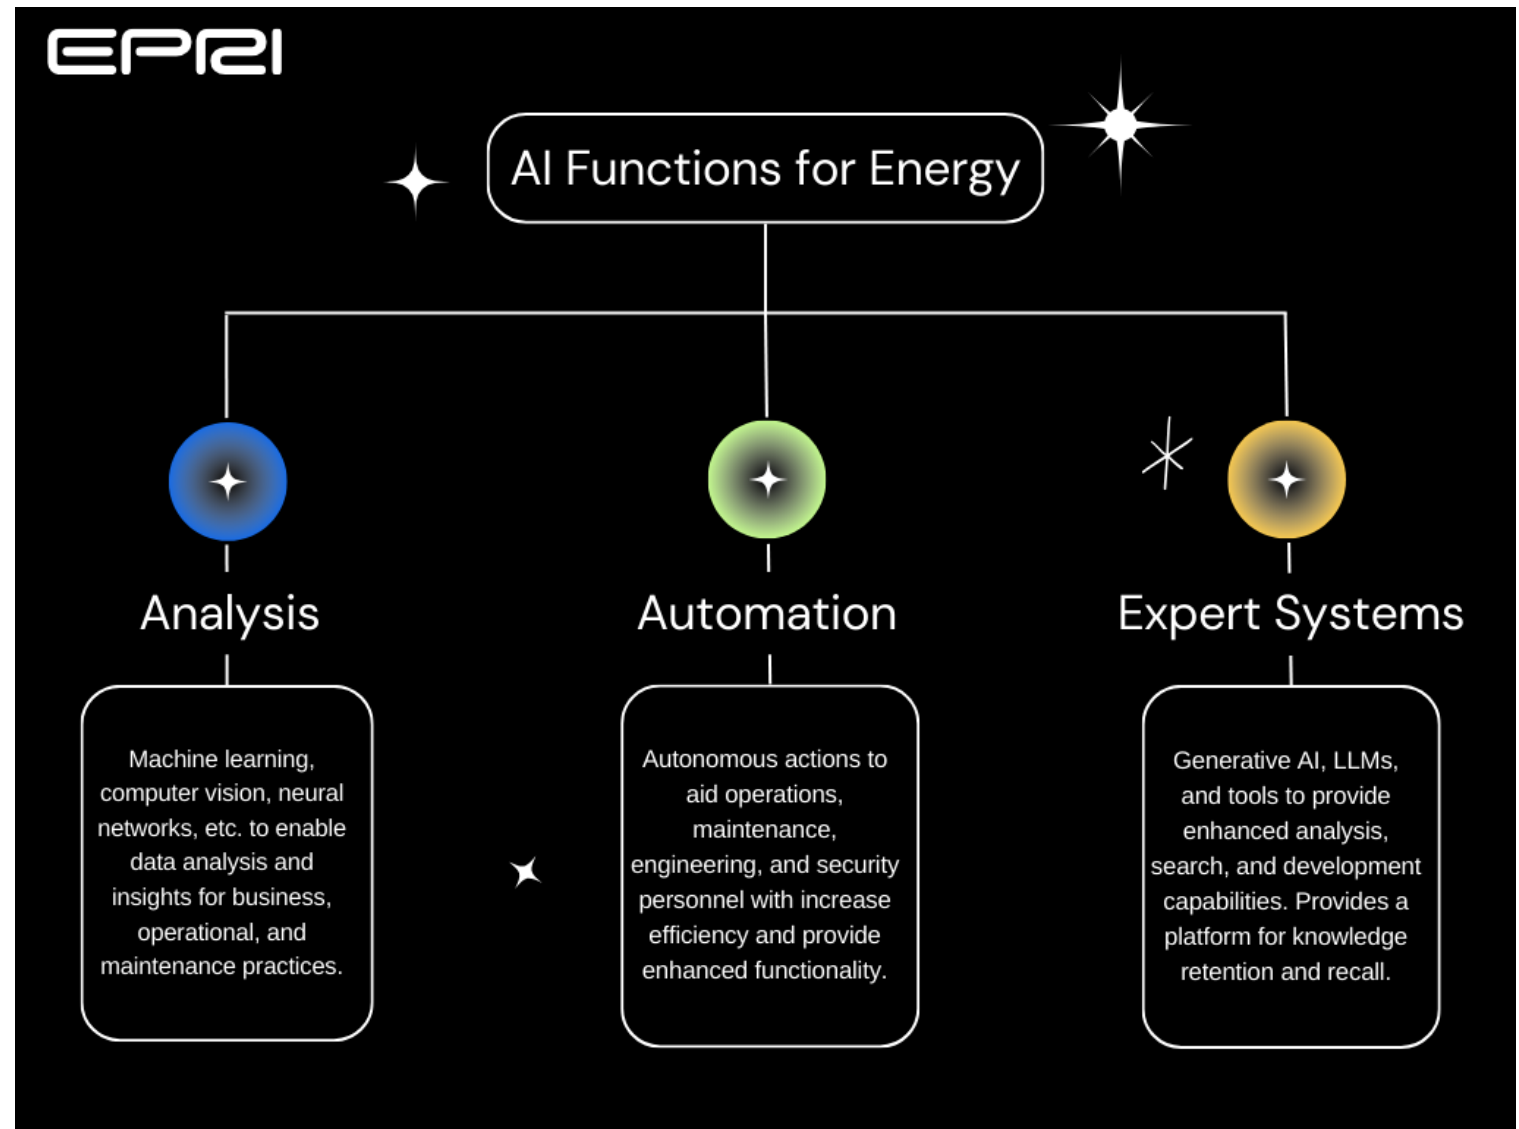 EPRI
AI Functions for Energy
Analysis
Automation
Expert Systems
Machine learning,
computer vision, neural
networks, etc. to enable
data analysis and
insights for business,
operational, and
maintenance practices.
Autonomous actions to
aid operations,
maintenance,
engineering, and security
personnel with increase
efficiency and provide
enhanced functionality.
Generative AI, LLMs,
and tools to provide
enhanced analysis,
search, and development
capabilities. Provides a
platform for knowledge
retention and recall.